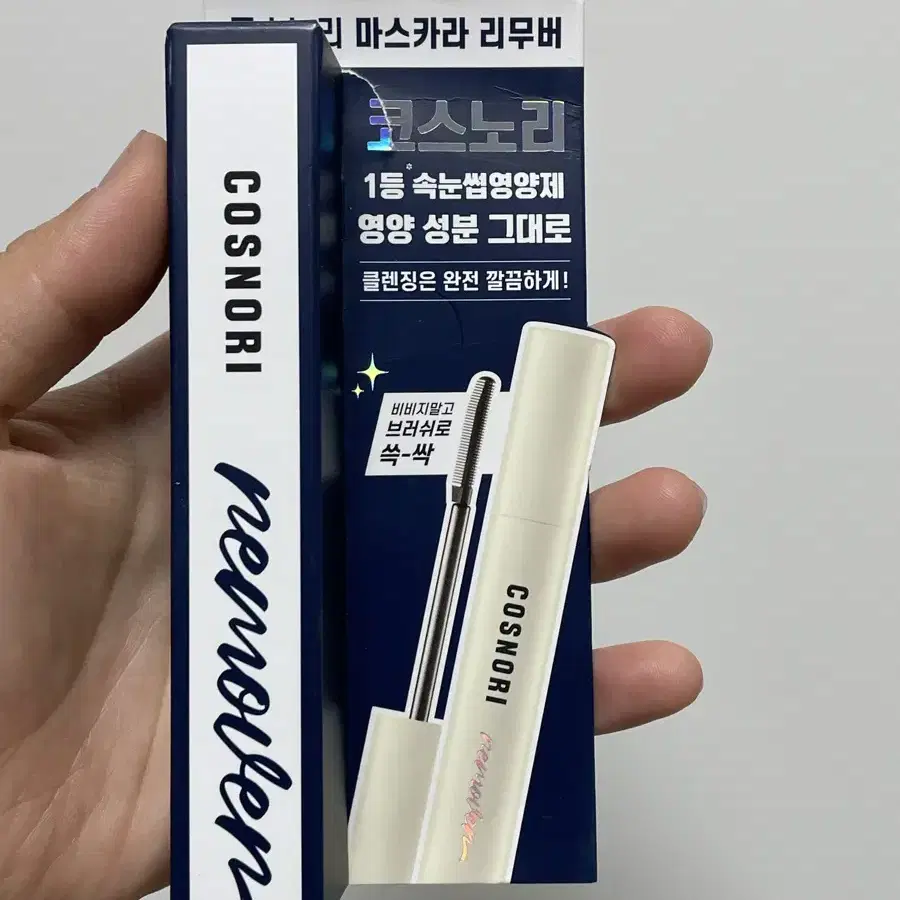 COSNORI
remover
리 마스카라 리무버
코스노리
1등* 속눈썹영양제
영양 성분 그대로
클렌징은 완전 깔끔하게!
비비지말고
브러쉬로
쓱-싹
COSNORI
remover